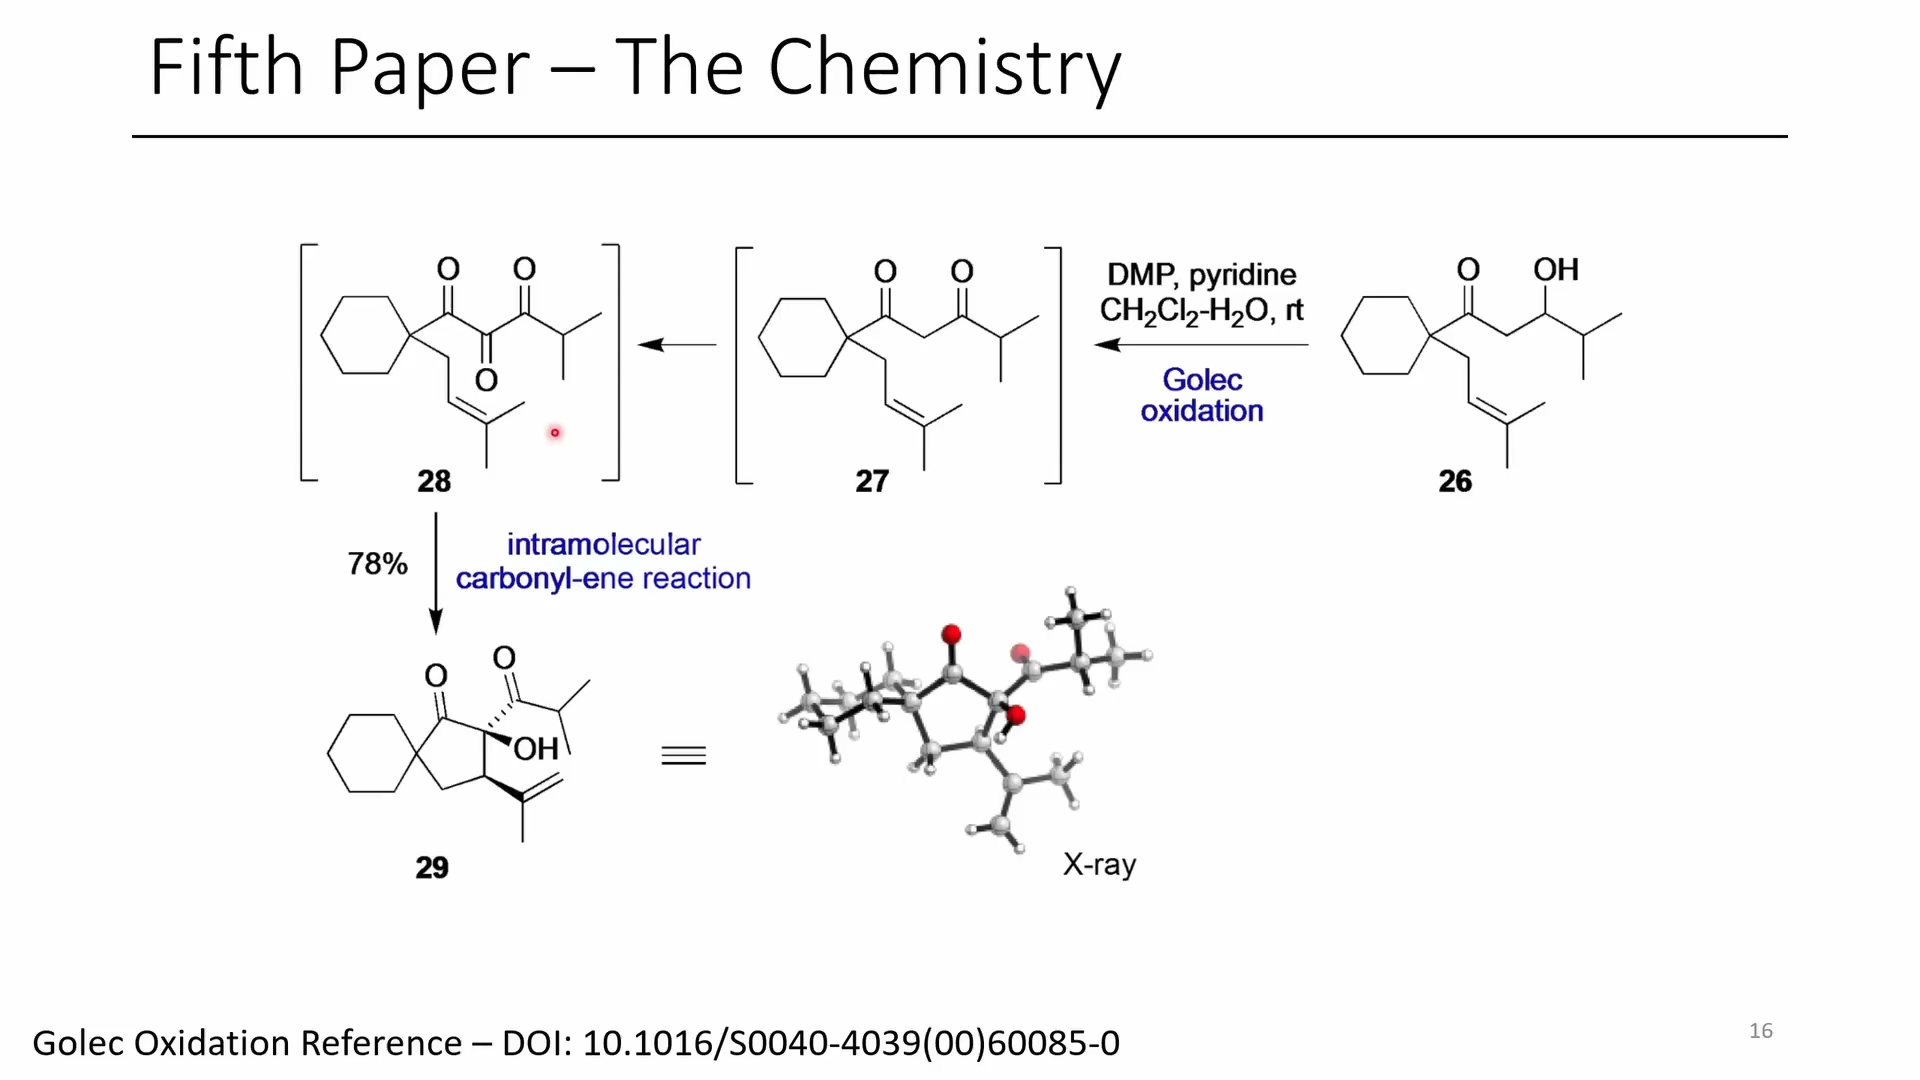 Fifth Paper – The Chemistry
O O
O
28
O O
27
DMP, pyridine
CH₂Cl₂-H₂O, rt
Golec
oxidation
O OH
26
78%
intramolecular
carbonyl-ene reaction
O
O
OH
29
X-ray
Golec Oxidation Reference – DOI: 10.1016/S0040-4039(00)60085-0
16